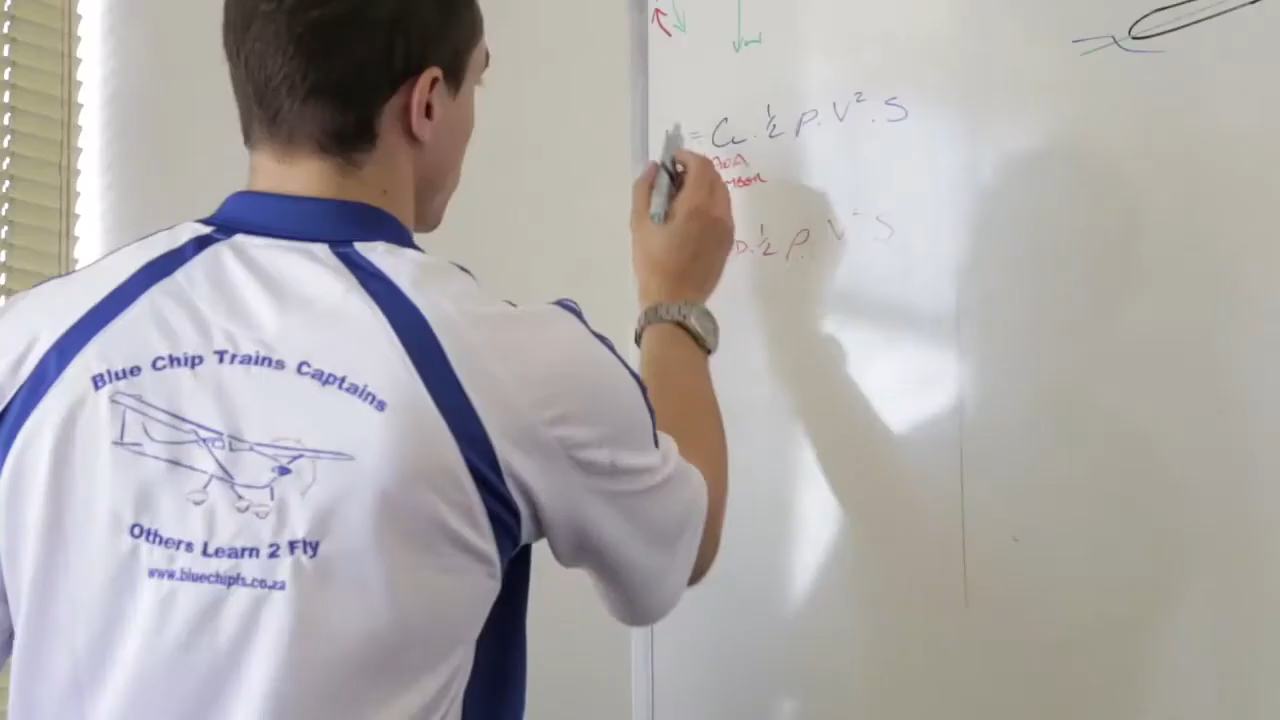 = CL . ½ ρ . V² . S
AOA
D . ½ ρ . V² S
Blue Chip Trains Captains
Others Learn 2 Fly
www.bluechipfs.co.za